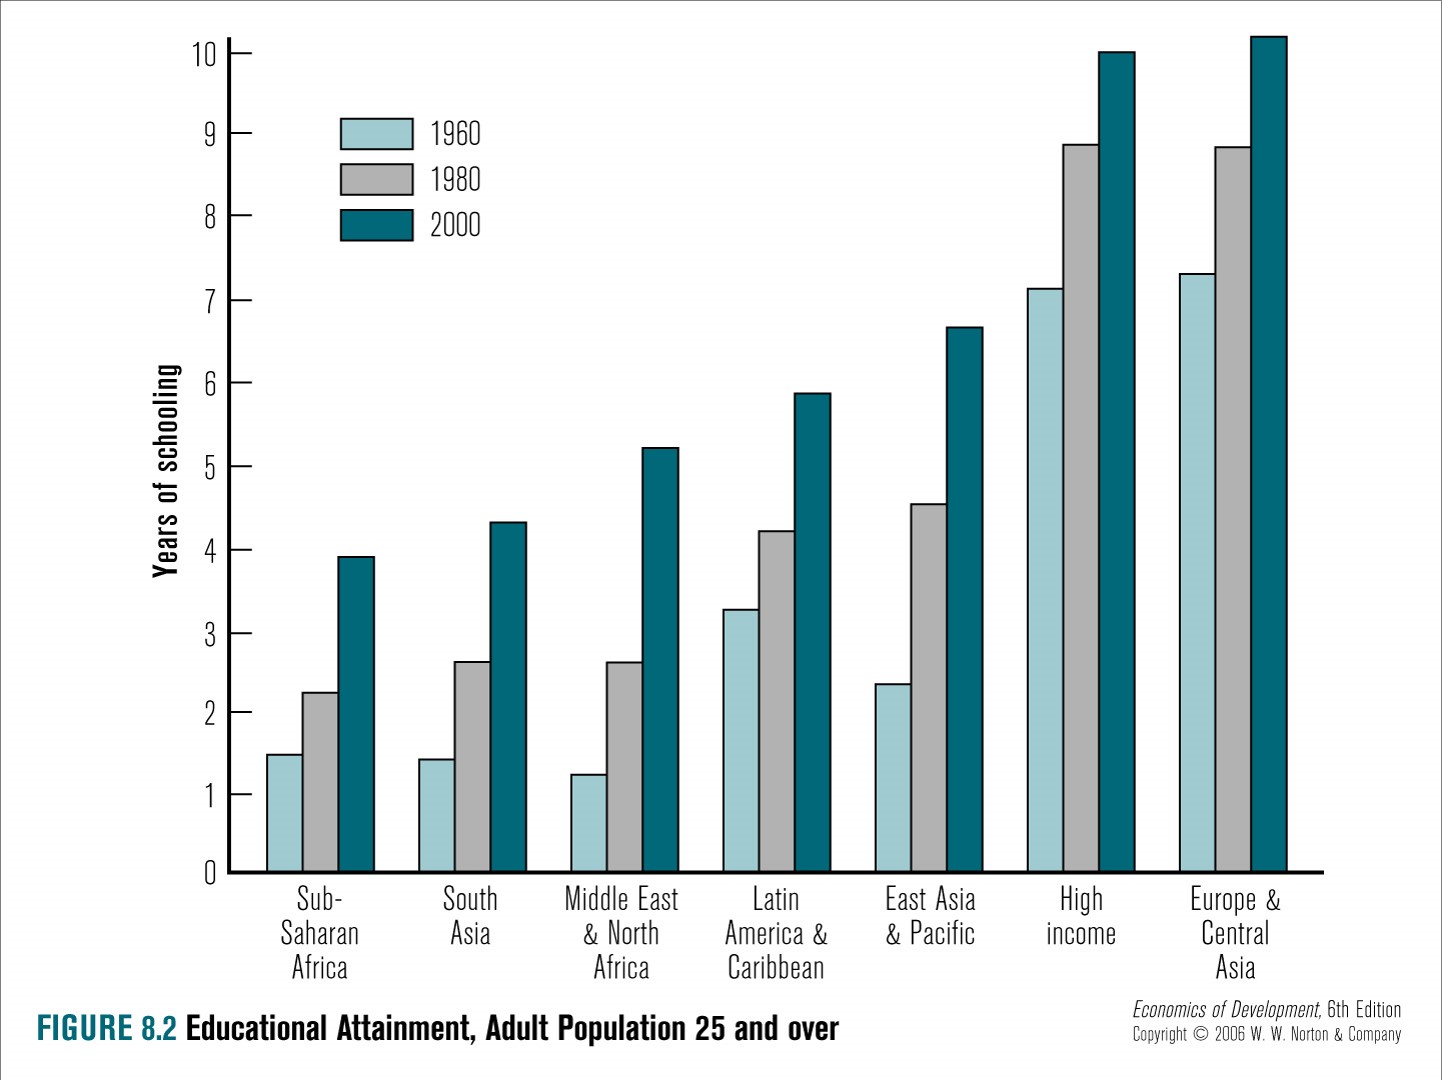 10
9
8
7
6
5
4
3
2
1
0
Years of schooling
1960
1980
2000
Sub-
Saharan
Africa
South
Asia
Middle East
& North
Africa
Latin
America &
Caribbean
East Asia
& Pacific
High
income
Europe &
Central
Asia
FIGURE 8.2 Educational Attainment, Adult Population 25 and over
Economics of Development, 6th Edition
Copyright © 2006 W. W. Norton & Company